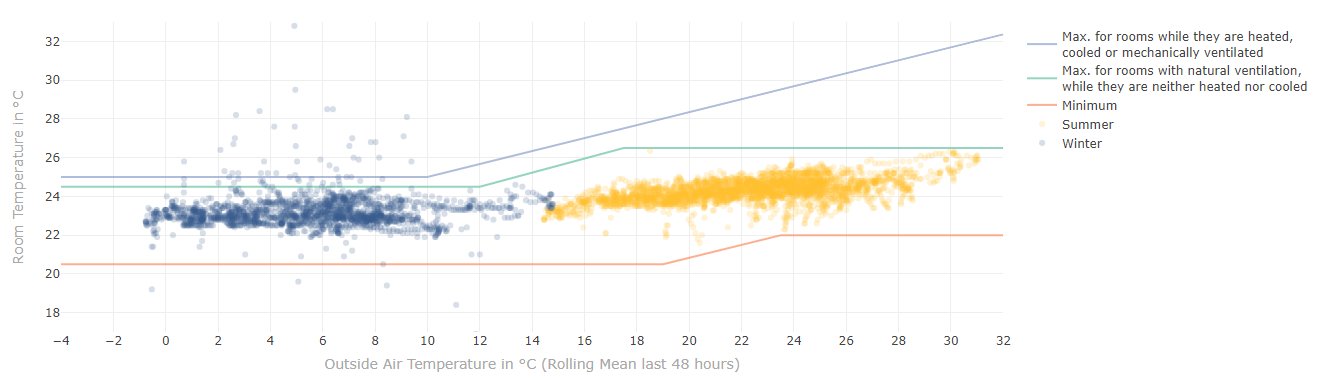 32
30
28
26
24
22
20
18
Room Temperature in °C
−4 −2 0 2 4 6 8 10 12 14 16 18 20 22 24 26 28 30 32
Outside Air Temperature in °C (Rolling Mean last 48 hours)
Max. for rooms while they are heated,
cooled or mechanically ventilated
Max. for rooms with natural ventilation,
while they are neither heated nor cooled
Minimum
Summer
Winter